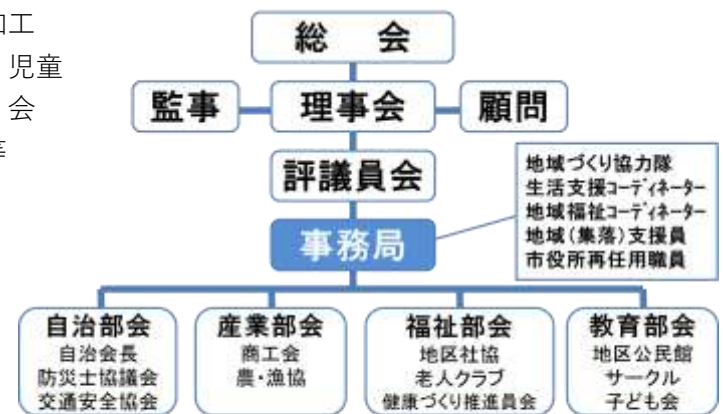 加工
児童
会
等
総　会
監事
理事会
顧問
評議員会
事務局
地域づくり協力隊
生活支援コーディネーター
地域福祉コーディネーター
地域（集落）支援員
市役所再任用職員
自治部会
自治会長
防災士協議会
交通安全協会
産業部会
商工会
農・漁協
福祉部会
地区社協
老人クラブ
健康づくり推進員会
教育部会
地区公民館
サークル
子ども会